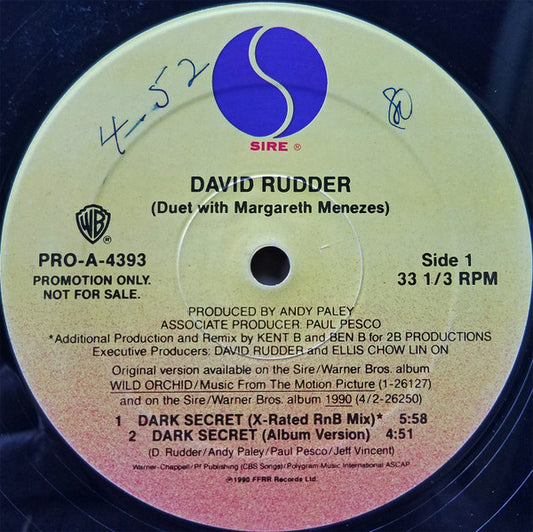 4-52
80
SIRE ®
DAVID RUDDER
(Duet with Margareth Menezes)
WB ®
PRO-A-4393
PROMOTION ONLY.
NOT FOR SALE.
Side 1
33 1/3 RPM
PRODUCED BY ANDY PALEY
ASSOCIATE PRODUCER: PAUL PESCO
*Additional Production and Remix by KENT B and BEN B for 2B PRODUCTIONS
Executive Producers: DAVID RUDDER and ELLIS CHOW LIN ON
Original version available on the Sire/Warner Bros. album
WILD ORCHID/Music From The Motion Picture (1-26127)
and on the Sire/Warner Bros. album 1990 (4/2-26250)
1 DARK SECRET (X-Rated RnB Mix)* 5:58
2 DARK SECRET (Album Version) 4:51
(D. Rudder/Andy Paley/Paul Pesco/Jeff Vincent)
Warner-Chappell/PI Publishing (CBS Songs)/Polygram Music International ASCAP
℗1990 FFRR Records Ltd.